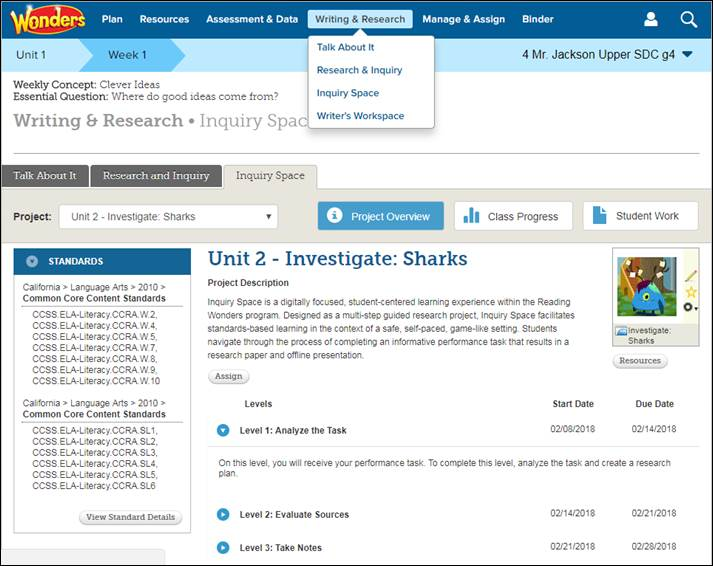 Wonders
Plan
Resources
Assessment & Data
Writing & Research
Manage & Assign
Binder
Talk About It
Research & Inquiry
Inquiry Space
Writer's Workspace
Unit 1
Week 1
4 Mr. Jackson Upper SDC g4
Weekly Concept: Clever Ideas
Essential Question: Where do good ideas come from?
Writing & Research • Inquiry Spac
Talk About It
Research and Inquiry
Inquiry Space
Project:
Unit 2 - Investigate: Sharks
Project Overview
Class Progress
Student Work
STANDARDS
California > Language Arts > 2010 >
Common Core Content Standards
CCSS.ELA-Literacy.CCRA.W.2,
CCSS.ELA-Literacy.CCRA.W.4,
CCSS.ELA-Literacy.CCRA.W.5,
CCSS.ELA-Literacy.CCRA.W.7,
CCSS.ELA-Literacy.CCRA.W.8,
CCSS.ELA-Literacy.CCRA.W.9,
CCSS.ELA-Literacy.CCRA.W.10
California > Language Arts > 2010 >
Common Core Content Standards
CCSS.ELA-Literacy.CCRA.SL1,
CCSS.ELA-Literacy.CCRA.SL2,
CCSS.ELA-Literacy.CCRA.SL3,
CCSS.ELA-Literacy.CCRA.SL4,
CCSS.ELA-Literacy.CCRA.SL5,
CCSS.ELA-Literacy.CCRA.SL6
View Standard Details
Unit 2 - Investigate: Sharks
Project Description
Inquiry Space is a digitally focused, student-centered learning experience within the Reading
Wonders program. Designed as a multi-step guided research project, Inquiry Space facilitates
standards-based learning in the context of a safe, self-paced, game-like setting. Students
navigate through the process of completing an informative performance task that results in a
research paper and offline presentation.
Assign
Investigate:
Sharks
Resources
Levels
Start Date
Due Date
Level 1: Analyze the Task
02/08/2018
02/14/2018
On this level, you will receive your performance task. To complete this level, analyze the task and create a research
plan.
Level 2: Evaluate Sources
02/14/2018
02/21/2018
Level 3: Take Notes
02/21/2018
02/28/2018